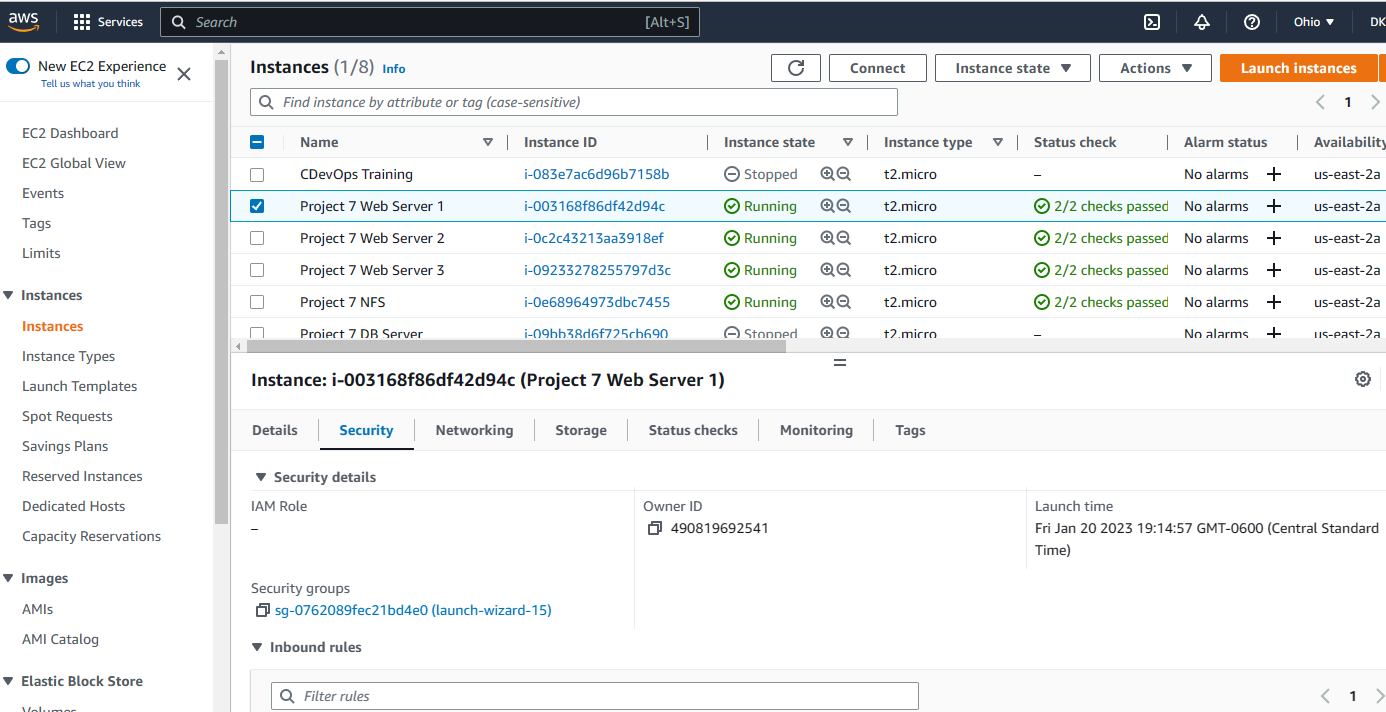 aws Services Search [Alt+S] Ohio DK
New EC2 Experience
Tell us what you think
EC2 Dashboard
EC2 Global View
Events
Tags
Limits
Instances
Instances
Instance Types
Launch Templates
Spot Requests
Savings Plans
Reserved Instances
Dedicated Hosts
Capacity Reservations
Images
AMIs
AMI Catalog
Elastic Block Store
Volumes
Instances (1/8) Info Connect Instance state Actions Launch instances
Find instance by attribute or tag (case-sensitive) 1
Name Instance ID Instance state Instance type Status check Alarm status Availability
CDevOps Training i-083e7ac6d96b7158b Stopped t2.micro – No alarms us-east-2a
Project 7 Web Server 1 i-003168f86df42d94c Running t2.micro 2/2 checks passed No alarms us-east-2a
Project 7 Web Server 2 i-0c2c43213aa3918ef Running t2.micro 2/2 checks passed No alarms us-east-2a
Project 7 Web Server 3 i-09233278255797d3c Running t2.micro 2/2 checks passed No alarms us-east-2a
Project 7 NFS i-0e68964973dbc7455 Running t2.micro 2/2 checks passed No alarms us-east-2a
Project 7 DB Server i-09bb38d6f725cb690 Stopped t2.micro – No alarms us-east-2a
Instance: i-003168f86df42d94c (Project 7 Web Server 1)
Details Security Networking Storage Status checks Monitoring Tags
Security details
IAM Role Owner ID Launch time
– 490819692541 Fri Jan 20 2023 19:14:57 GMT-0600 (Central Standard
Time)
Security groups
sg-0762089fec21bd4e0 (launch-wizard-15)
Inbound rules
Filter rules 1